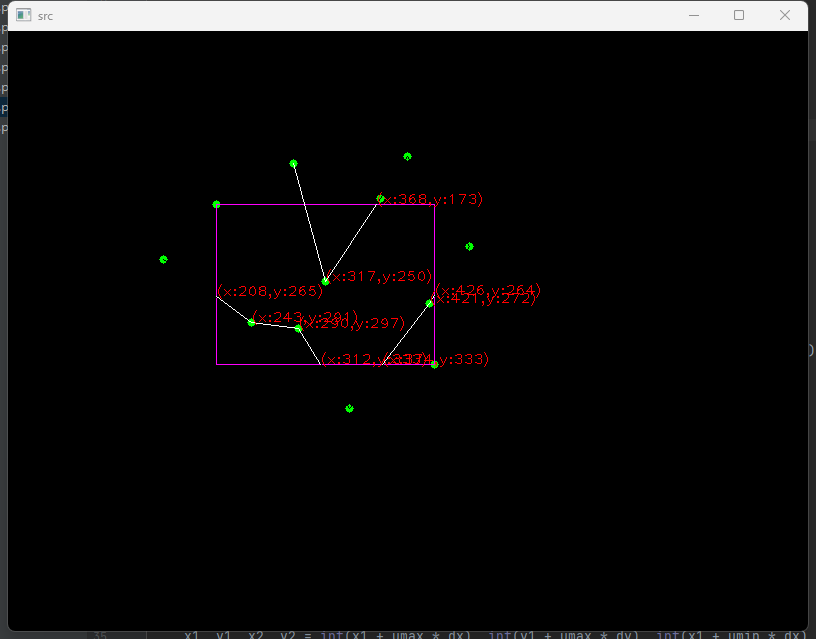 src
(x:368,y:173)
(x:317,y:250)
(x:208,y:265)
(x:426,y:264)
(x:421,y:272)
(x:243,y:291)
(x:290,y:297)
(x:312,y:333)
y:333)
35 x1, y1, x2, y2 = int(x1 + umax * dx), int(y1 + umax * dy), int(x1 + umin * dx)